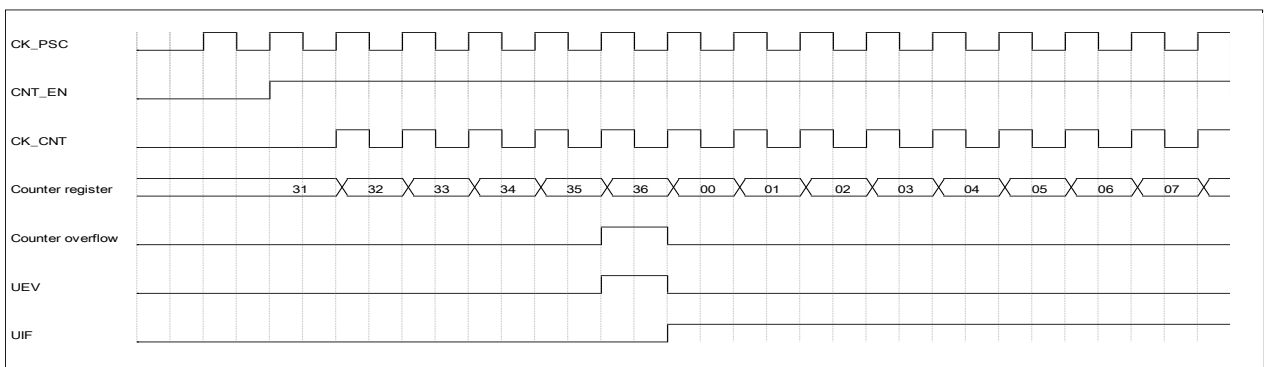 CK_PSC
CNT_EN
CK_CNT
Counter register 31 32 33 34 35 36 00 01 02 03 04 05 06 07
Counter overflow
UEV
UIF